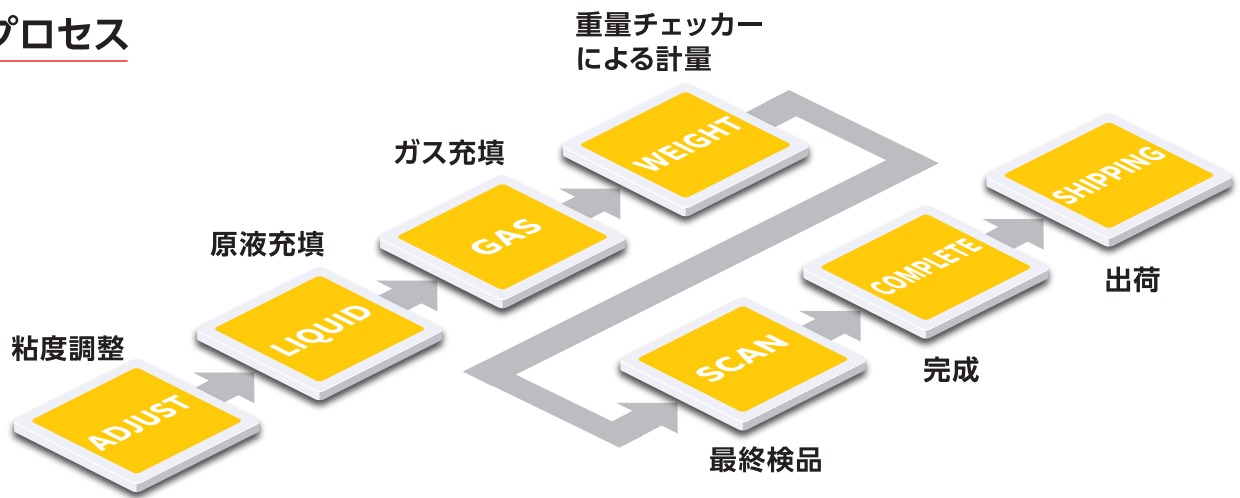 プロセス
粘度調整
ADJUST
原液充填
LIQUID
ガス充填
GAS
重量チェッカー
による計量
WEIGHT
SCAN
最終検品
COMPLETE
完成
SHIPPING
出荷